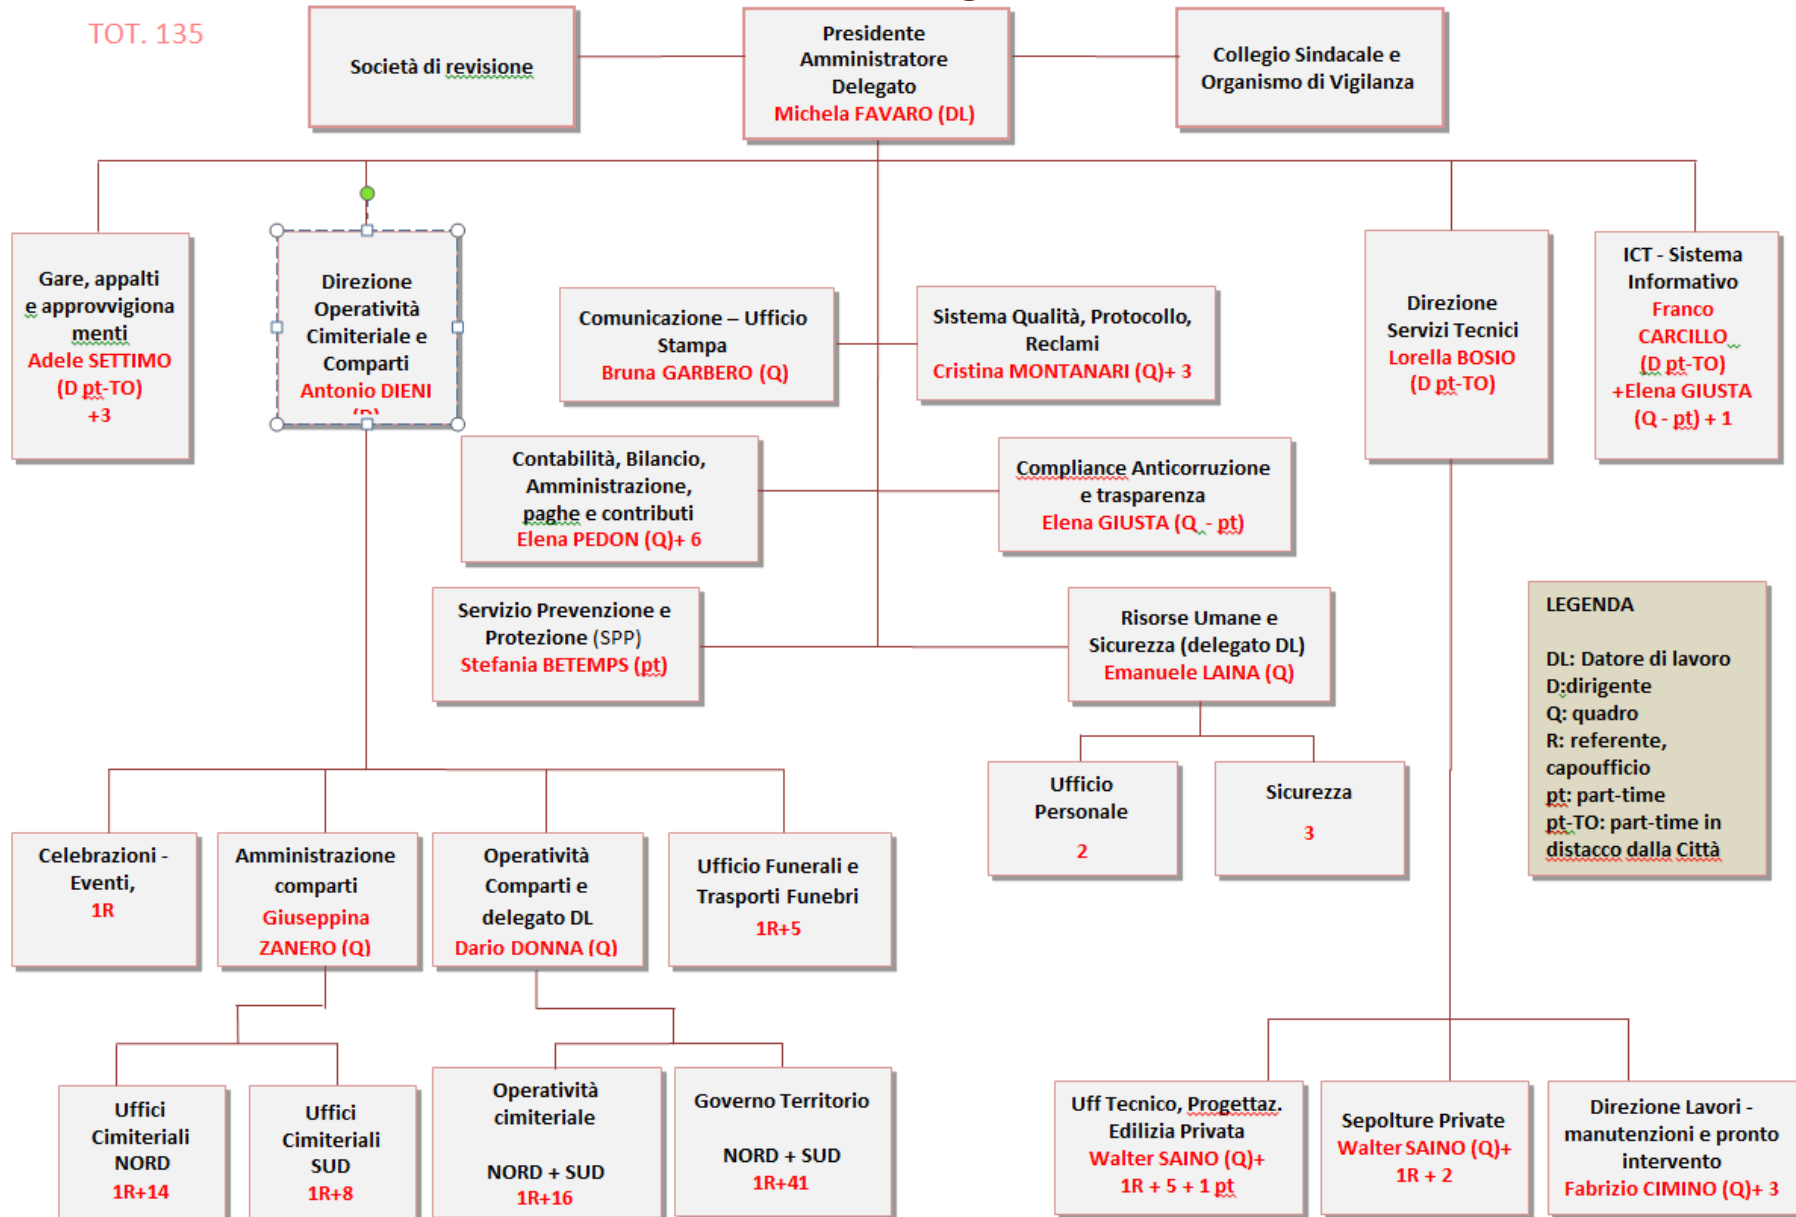 TOT. 135
Società di revisione
Presidente
Amministratore
Delegato
Michela FAVARO (DL)
Collegio Sindacale e
Organismo di Vigilanza
Gare, appalti
e approvvigiona
menti
Adele SETTIMO
(D pt-TO)
+3
Direzione
Operatività
Cimiteriale e
Comparti
Antonio DIENI
(D)
Comunicazione – Ufficio
Stampa
Bruna GARBERO (Q)
Sistema Qualità, Protocollo,
Reclami
Cristina MONTANARI (Q)+ 3
Direzione
Servizi Tecnici
Lorella BOSIO
(D pt-TO)
ICT - Sistema
Informativo
Franco
CARCILLO
(D pt-TO)
+Elena GIUSTA
(Q - pt) + 1
Contabilità, Bilancio,
Amministrazione,
paghe e contributi
Elena PEDON (Q)+ 6
Compliance Anticorruzione
e trasparenza
Elena GIUSTA (Q - pt)
Servizio Prevenzione e
Protezione (SPP)
Stefania BETEMPS (pt)
Risorse Umane e
Sicurezza (delegato DL)
Emanuele LAINA (Q)
LEGENDA
DL: Datore di lavoro
D:dirigente
Q: quadro
R: referente,
capoufficio
pt: part-time
pt-TO: part-time in
distacco dalla Città
Ufficio
Personale
2
Sicurezza
3
Celebrazioni -
Eventi,
1R
Amministrazione
comparti
Giuseppina
ZANERO (Q)
Operatività
Comparti e
delegato DL
Dario DONNA (Q)
Ufficio Funerali e
Trasporti Funebri
1R+5
Uffici
Cimiteriali
NORD
1R+14
Uffici
Cimiteriali
SUD
1R+8
Operatività
cimiteriale
NORD + SUD
1R+16
Governo Territorio
NORD + SUD
1R+41
Uff Tecnico, Progettaz.
Edilizia Privata
Walter SAINO (Q)+
1R + 5 + 1 pt
Sepolture Private
Walter SAINO (Q)+
1R + 2
Direzione Lavori -
manutenzioni e pronto
intervento
Fabrizio CIMINO (Q)+ 3